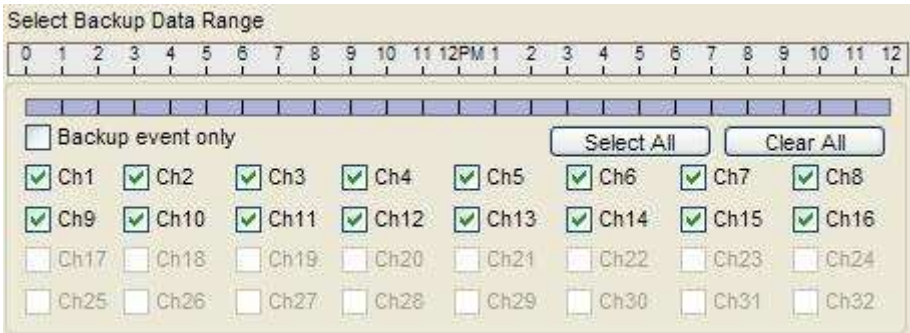 Select Backup Data Range
0 1 2 3 4 5 6 7 8 9 10 11 12PM 1 2 3 4 5 6 7 8 9 10 11 12
Backup event only Select All Clear All
Ch1 Ch2 Ch3 Ch4 Ch5 Ch6 Ch7 Ch8
Ch9 Ch10 Ch11 Ch12 Ch13 Ch14 Ch15 Ch16
Ch17 Ch18 Ch19 Ch20 Ch21 Ch22 Ch23 Ch24
Ch25 Ch26 Ch27 Ch28 Ch29 Ch30 Ch31 Ch32